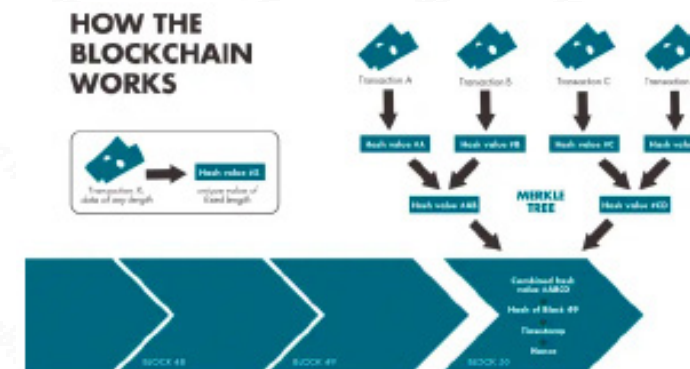 HOW THE
BLOCKCHAIN
WORKS
Transaction A
Transaction B
Transaction C
Transaction
Hash value #A
Hash value #B
Hash value #C
Hash
Hash value #X
Transaction X,
data of any length
unique value of
fixed length
Hash value #AB
MERKLE
TREE
Hash value #CD
Combined hash
value #ABCD
Hash of Block 49
Timestamp
Nonce
BLOCK 48
BLOCK 49
BLOCK 50